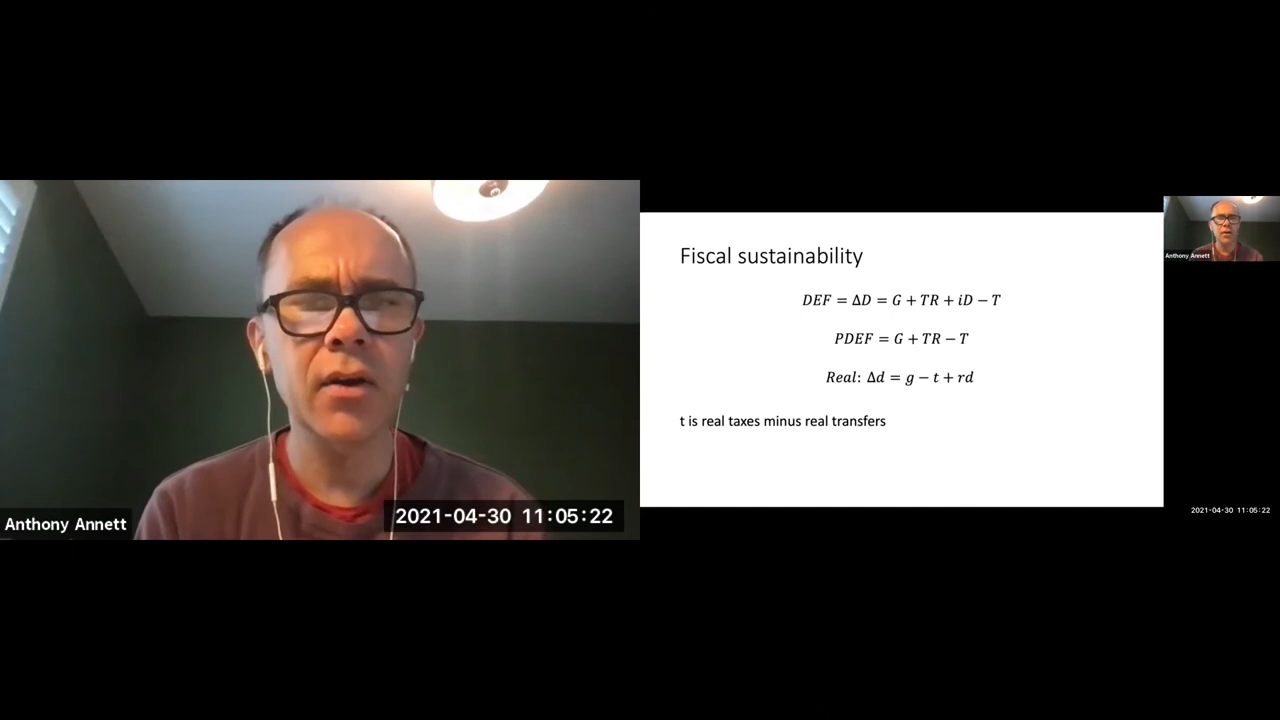 Anthony Annett
2021-04-30 11:05:22
Fiscal sustainability
DEF = ΔD = G + TR + iD − T
PDEF = G + TR − T
Real: Δd = g − t + rd
t is real taxes minus real transfers
Anthony Annett
2021-04-30 11:05:22